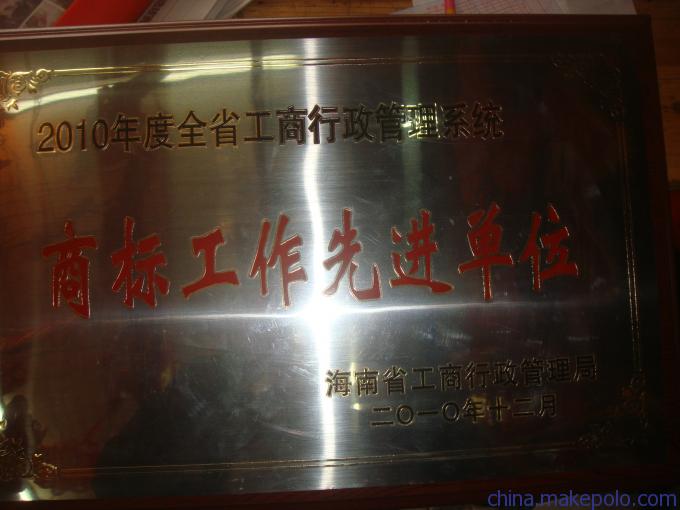 2010年度全省工商行政管理系统
商标工作先进单位
海南省工商行政管理局
二〇一〇年十二月
china.makepolo.com